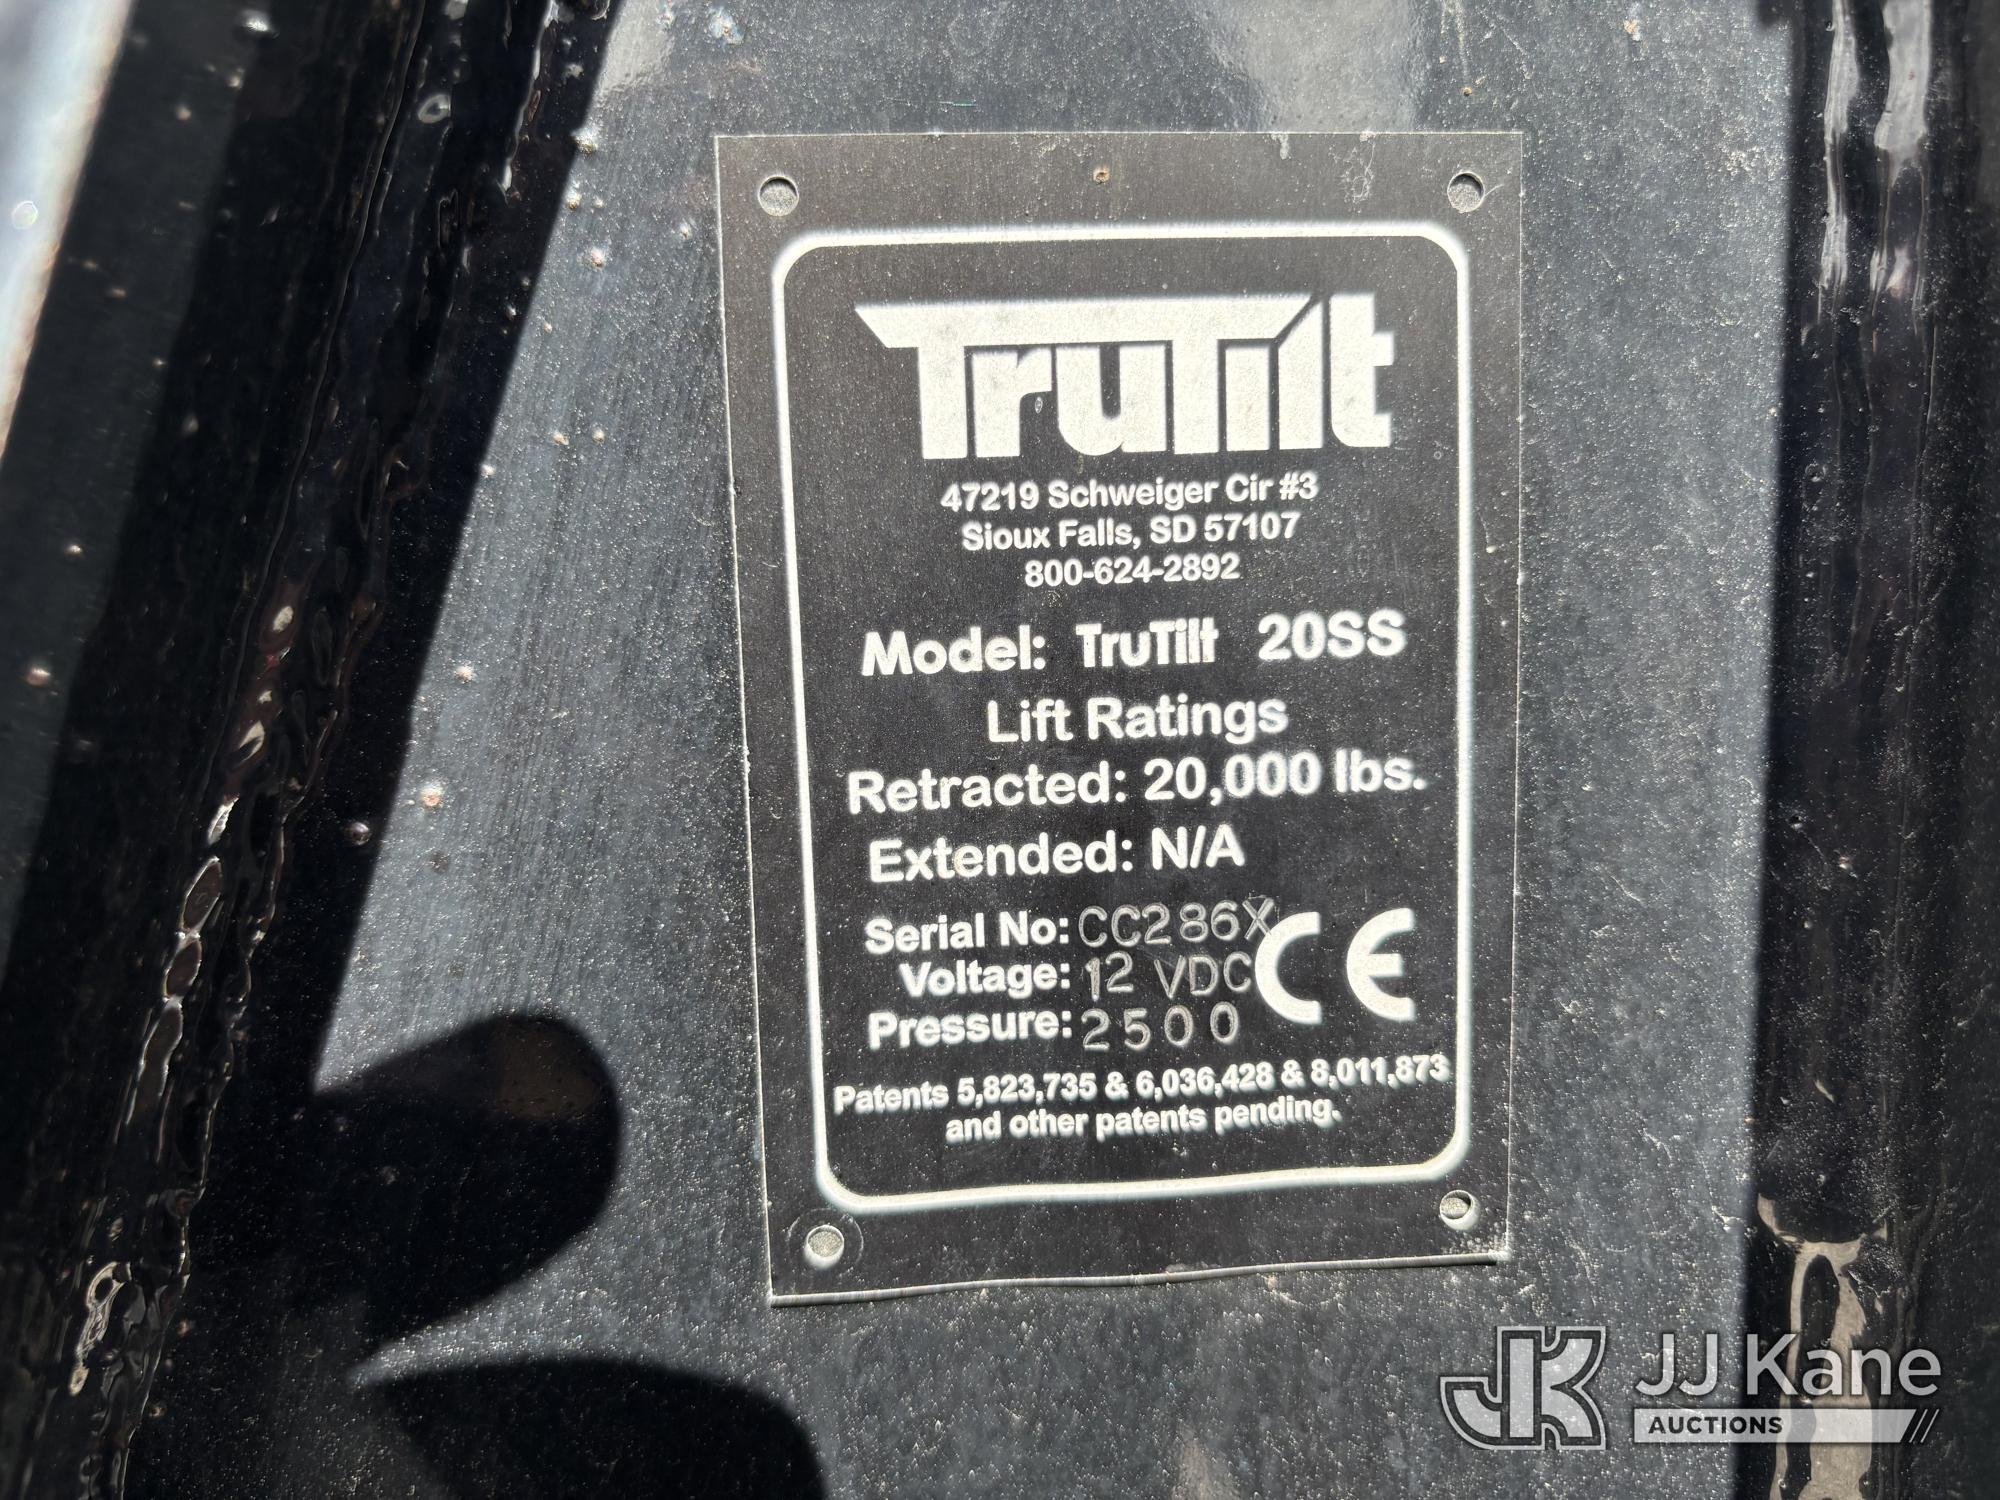 TruTilt
47219 Schweiger Cir #3
Sioux Falls, SD 57107
800-624-2892
Model: TruTilt 20SS
Lift Ratings
Retracted: 20,000 lbs.
Extended: N/A
Serial No: CC286X
Voltage: 12 VDC
CE
Pressure: 2500
Patents 5,823,735 & 6,036,428 & 8,011,873
and other patents pending.
JK JJ Kane
AUCTIONS